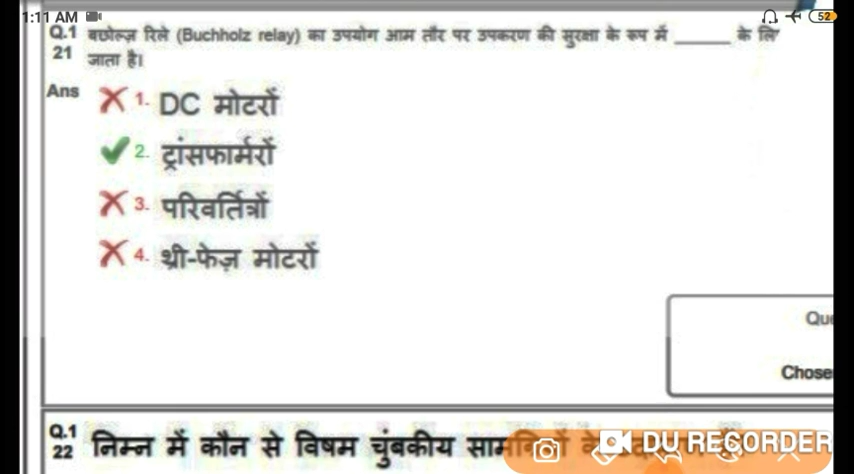 1:11 AM 52
Q.1 बछोल्ज़ रिले (Buchholz relay) का उपयोग आम तौर पर उपकरण की सुरक्षा के रूप में ______ के
21 जाता है।
Ans 1. DC मोटरों
2. ट्रांसफार्मरों
3. परिवर्तित्रों
4. थ्री-फेज़ मोटरों
Que
Chose
Q.1 निम्न में कौन से विषम चुंबकीय
22
DU RECORDER